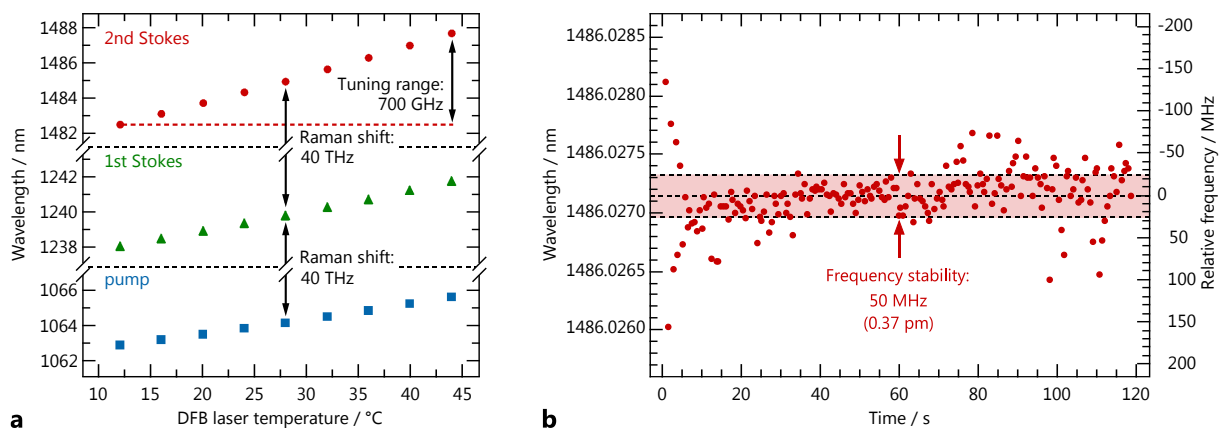 2nd Stokes
1488
1486
1484
1482
Tuning range:
700 GHz
Raman shift:
40 THz
1st Stokes
1242
1240
1238
Raman shift:
40 THz
pump
1066
1064
1062
Wavelength / nm
10 15 20 25 30 35 40 45
DFB laser temperature / °C
a
1486.0285
1486.0280
1486.0275
1486.0270
1486.0265
1486.0260
Wavelength / nm
-200
-150
-100
-50
0
50
100
150
200
Relative frequency / MHz
Frequency stability:
50 MHz
(0.37 pm)
0 20 40 60 80 100 120
Time / s
b